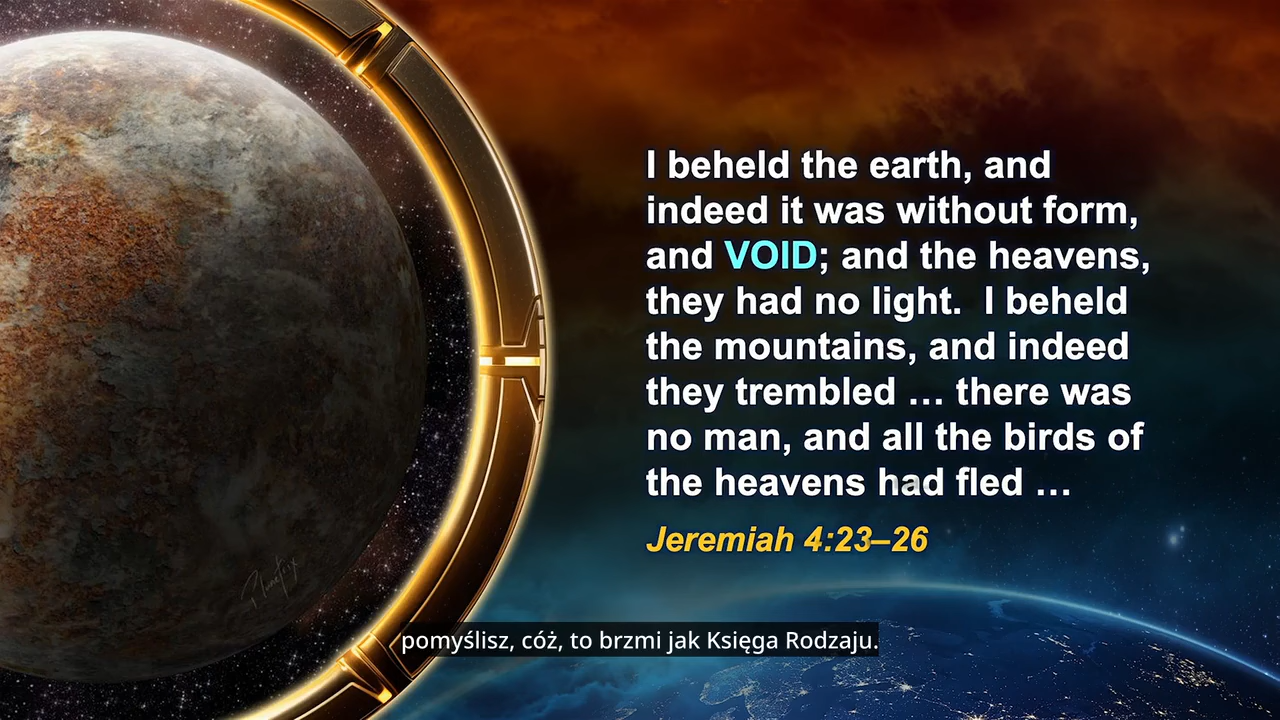 I beheld the earth, and
indeed it was without form,
and VOID; and the heavens,
they had no light.  I beheld
the mountains, and indeed
they trembled … there was
no man, and all the birds of
the heavens had fled …
Jeremiah 4:23–26
pomyślisz, cóż, to brzmi jak Księga Rodzaju.